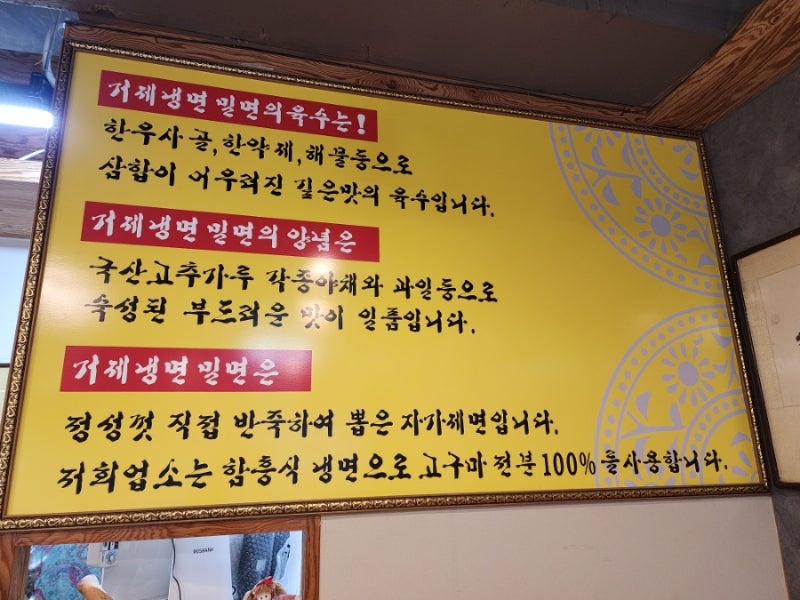 거제냉면 밀면의육수는!
한우사골,한약제,해물등으로
삼합이 어우러진 깊은맛의 육수입니다.
거제냉면 밀면의 양념은
국산고추가루 각종야채와 과일등으로
숙성된 부드러운 맛이 일품입니다.
거제냉면 밀면은
정성껏 직접 반죽하여 뽑은 자가제면입니다.
저희업소는 함흥식 냉면으로 고구마전분 100%를사용합니다.